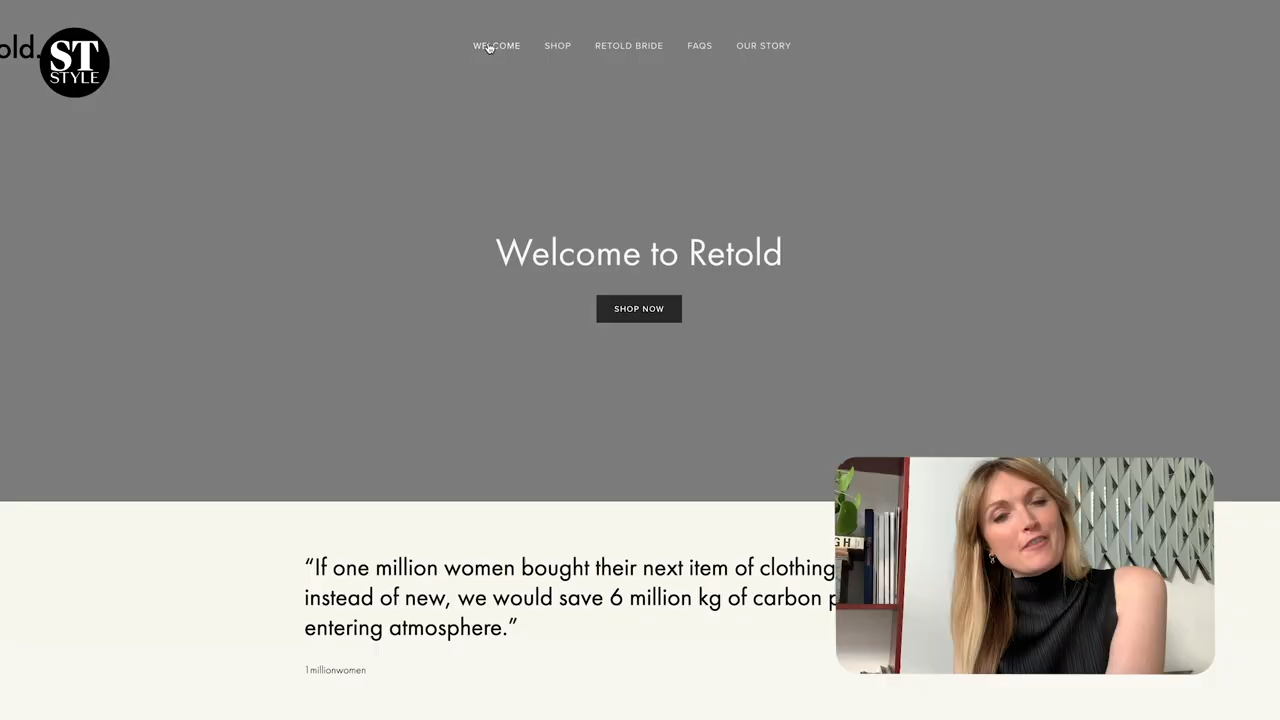 old.
ST
STYLE
WELCOME
SHOP
RETOLD BRIDE
FAQS
OUR STORY
Welcome to Retold
SHOP NOW
“If one million women bought their next item of clothing
instead of new, we would save 6 million kg of carbon
entering atmosphere.”
1millionwomen